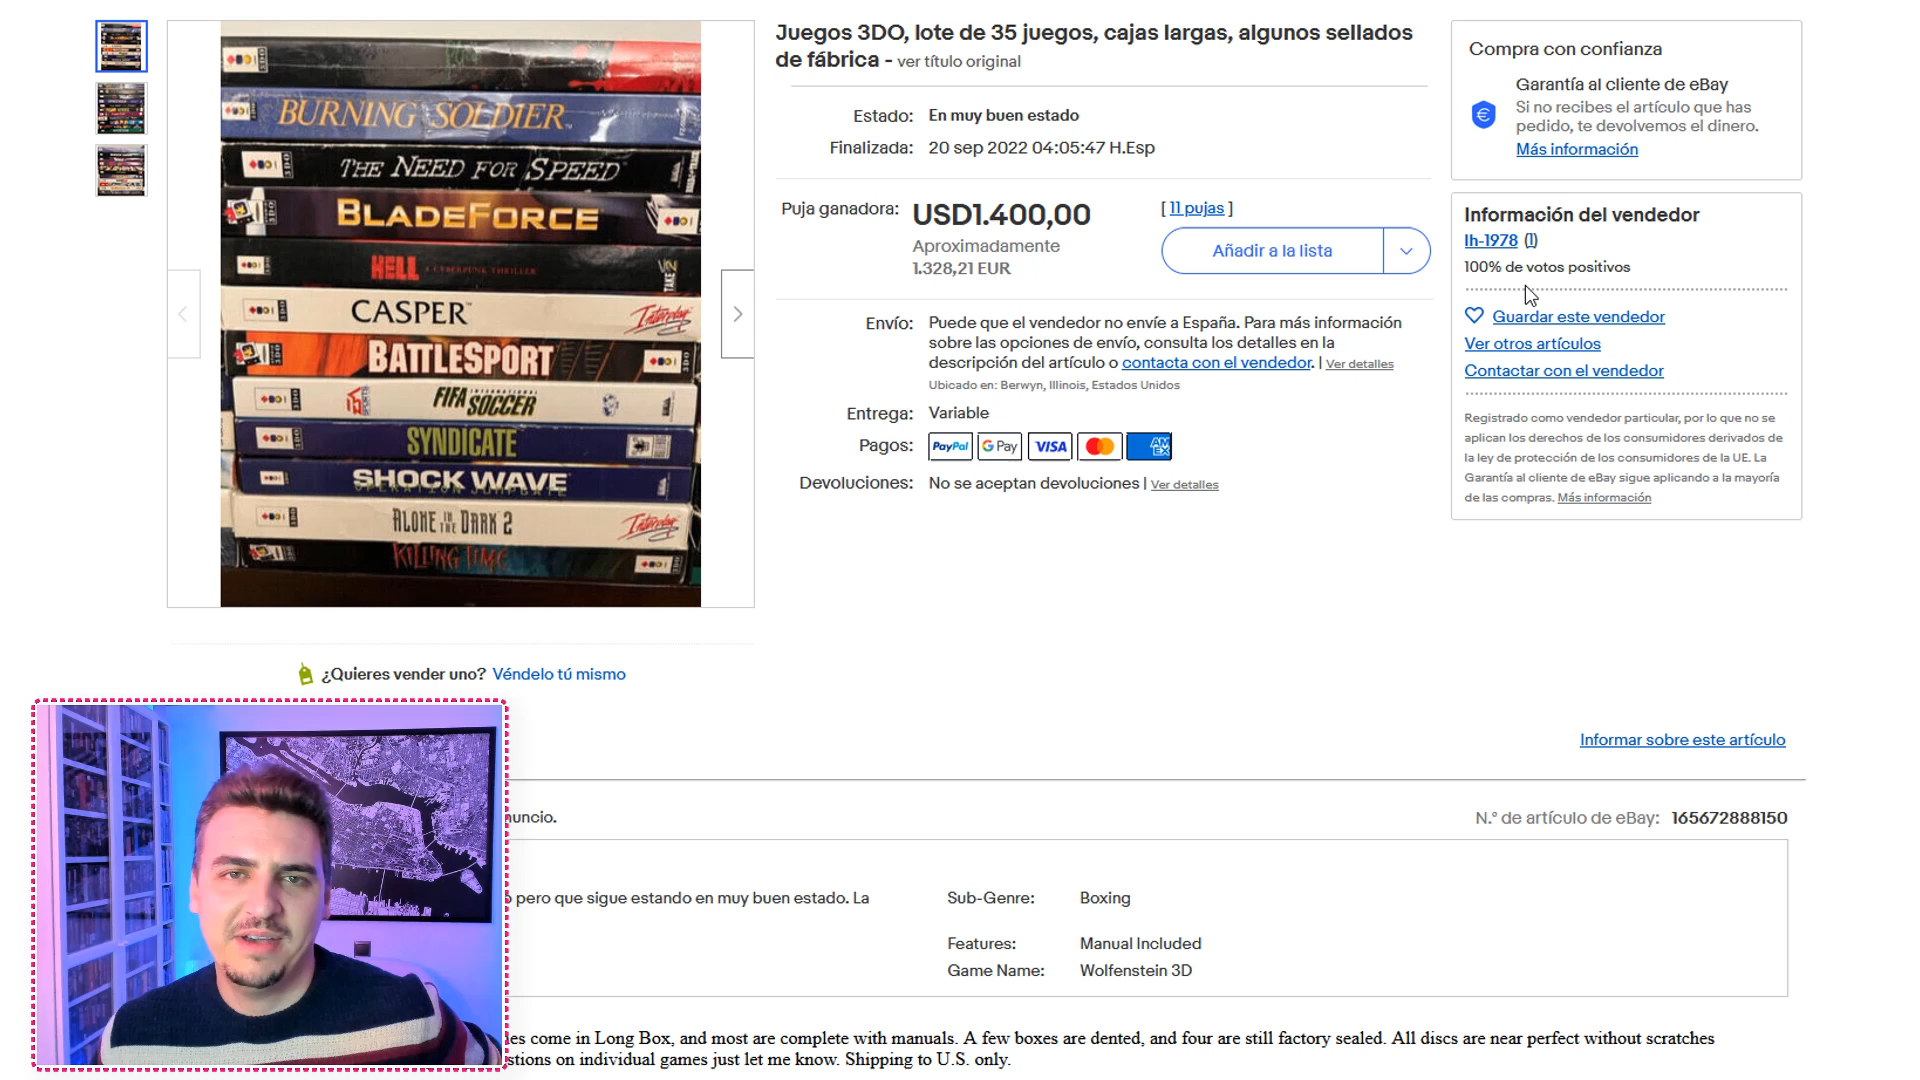 Juegos 3DO, lote de 35 juegos, cajas largas, algunos sellados
de fábrica - ver título original
Estado: En muy buen estado
Finalizada: 20 sep 2022 04:05:47 H.Esp
Puja ganadora: USD1.400,00 [ 11 pujas ]
Aproximadamente
1.328,21 EUR
Añadir a la lista
Envío: Puede que el vendedor no envíe a España. Para más información
sobre las opciones de envío, consulta los detalles en la
descripción del artículo o contacta con el vendedor. | Ver detalles
Ubicado en: Berwyn, Illinois, Estados Unidos
Entrega: Variable
Pagos: PayPal G Pay VISA AMEX
Devoluciones: No se aceptan devoluciones | Ver detalles
Compra con confianza
Garantía al cliente de eBay
Si no recibes el artículo que has
pedido, te devolvemos el dinero.
Más información
Información del vendedor
lh-1978 (1)
100% de votos positivos
Guardar este vendedor
Ver otros artículos
Contactar con el vendedor
Registrado como vendedor particular, por lo que no se
aplican los derechos de los consumidores derivados de
la ley de protección de los consumidores de la UE. La
Garantía al cliente de eBay sigue aplicando a la mayoría
de las compras. Más información
BURNING SOLDIER
THE NEED FOR SPEED
BLADEFORCE
HELL A CYBERPUNK THRILLER TAKE2
CASPER™ Interplay
BATTLESPORT
FIFA INTERNATIONAL SOCCER
SYNDICATE
SHOCK WAVE
OPERATION JUMPGATE
ALONE IN THE DARK 2 Interplay
KILLING TIME
¿Quieres vender uno? Véndelo tú mismo
Informar sobre este artículo
nuncio.
N.° de artículo de eBay: 165672888150
pero que sigue estando en muy buen estado. La
Sub-Genre: Boxing
Features: Manual Included
Game Name: Wolfenstein 3D
es come in Long Box, and most are complete with manuals. A few boxes are dented, and four are still factory sealed. All discs are near perfect without scratches
stions on individual games just let me know. Shipping to U.S. only.